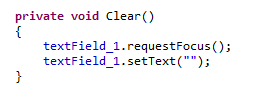 private void Clear()
{
    textField_1.requestFocus();
    textField_1.setText("");
}